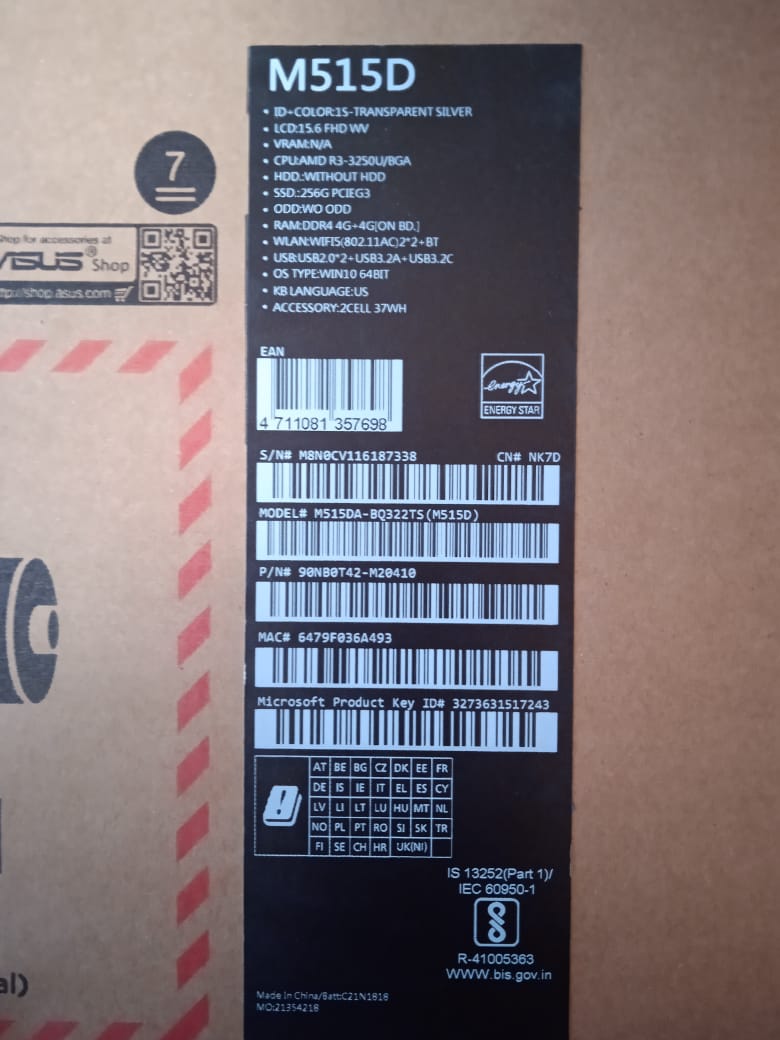 M515D
• ID+COLOR:1S-TRANSPARENT SILVER
• LCD:15.6 FHD WV
• VRAM:N/A
• CPU:AMD R3-3250U/BGA
• HDD.:WITHOUT HDD
• SSD.:256G PCIEG3
• ODD:WO ODD
• RAM:DDR4 4G+4G[ON BD.]
• WLAN:WIFI5(802.11AC)2*2+BT
• USB:USB2.0*2+USB3.2A+USB3.2C
• OS TYPE:WIN10 64BIT
• KB LANGUAGE:US
• ACCESSORY:2CELL 37WH
7
Shop for accessories at
ASUS® Shop
http://shop.asus.com
EAN
4 711081 357698
energy
ENERGY STAR
S/N# M8N0CV116187338 CN# NK7D
MODEL# M515DA-BQ322TS(M515D)
P/N# 90NB0T42-M20410
MAC# 6479F036A493
Microsoft Product Key ID# 3273631517243
AT BE BG CZ DK EE FR
DE IS IE IT EL ES CY
LV LI LT LU HU MT NL
NO PL PT RO SI SK TR
FI SE CH HR UK(NI)
IS 13252(Part 1)/
IEC 60950-1
R-41005363
WWW.bis.gov.in
al)
Made In China/Batt:C21N1818
MO:21354218